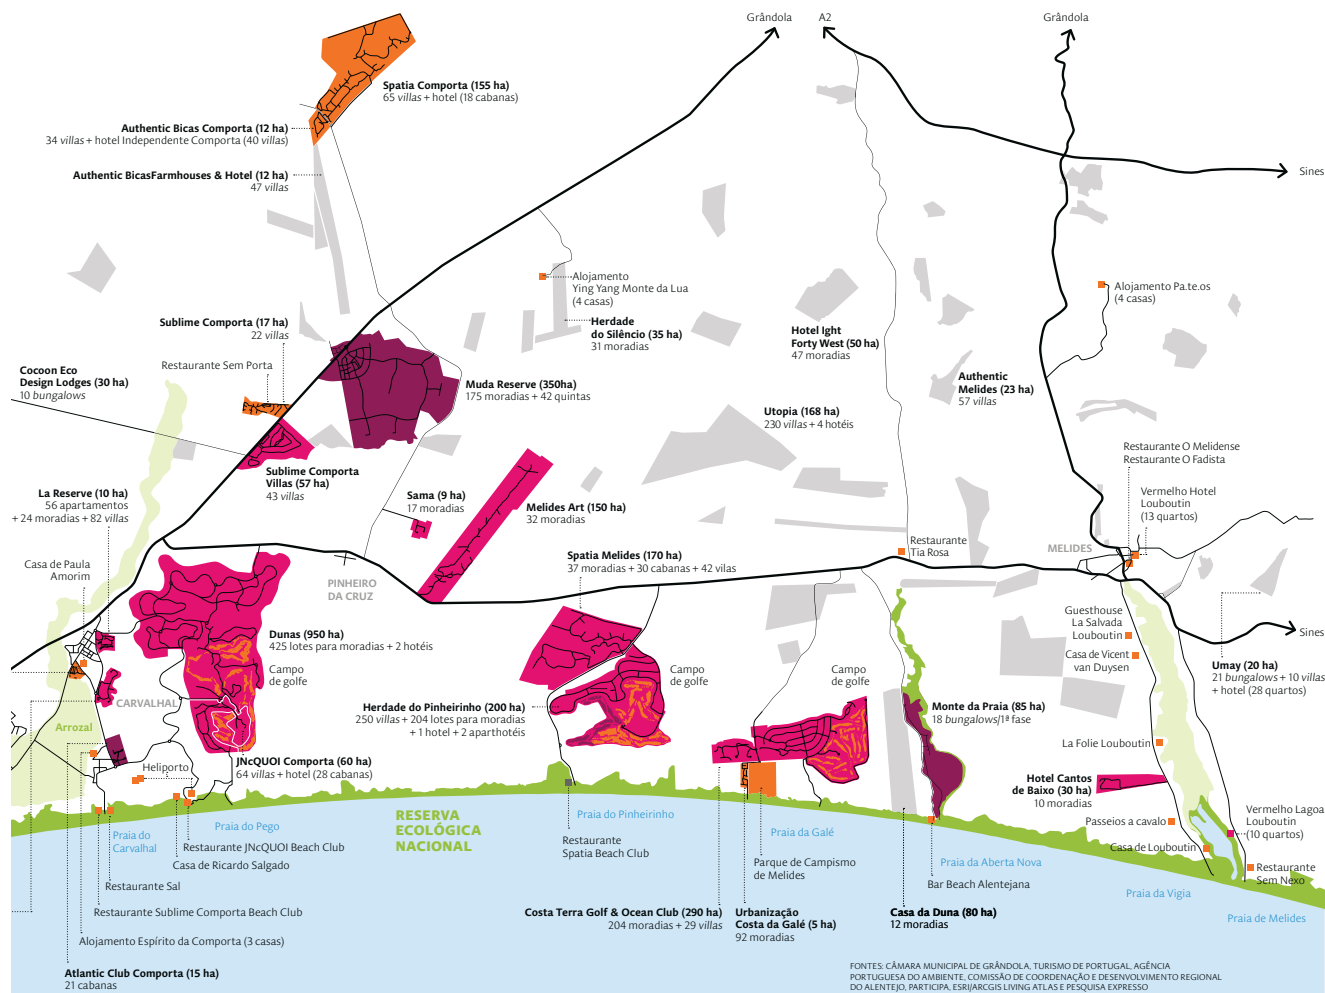 Grândola
A2
Grândola
Sines
Spatia Comporta (155 ha)
65 villas + hotel (18 cabanas)
Authentic Bicas Comporta (12 ha)
34 villas + hotel Independente Comporta (40 villas)
Authentic BicasFarmhouses & Hotel (12 ha)
47 villas
Alojamento
Ying Yang Monte da Lua
(4 casas)
Alojamento Pa.te.os
(4 casas)
Sublime Comporta (17 ha)
22 villas
Herdade
do Silêncio (35 ha)
31 moradias
Hotel Ight
Forty West (50 ha)
47 moradias
Restaurante Sem Porta
Cocoon Eco
Design Lodges (30 ha)
10 bungalows
Muda Reserve (350ha)
175 moradias + 42 quintas
Authentic
Melides (23 ha)
57 villas
Utopia (168 ha)
230 villas + 4 hotéis
Restaurante O Melidense
Restaurante O Fadista
Sublime Comporta
Villas (57 ha)
43 villas
La Reserve (10 ha)
56 apartamentos
+ 24 moradias + 82 villas
Sama (9 ha)
17 moradias
Melides Art (150 ha)
32 moradias
Vermelho Hotel
Louboutin
(13 quartos)
Restaurante
Tia Rosa
MELIDES
Casa de Paula
Amorim
PINHEIRO
DA CRUZ
Spatia Melides (170 ha)
37 moradias + 30 cabanas + 42 vilas
Guesthouse
La Salvada
Louboutin
Sines
Dunas (950 ha)
425 lotes para moradias + 2 hotéis
Campo
de golfe
Campo
de golfe
Campo
de golfe
Casa de Vicent
van Duysen
Umay (20 ha)
21 bungalows + 10 villas
+ hotel (28 quartos)
CARVALHAL
Arrozal
Herdade do Pinheirinho (200 ha)
250 villas + 204 lotes para moradias
+ 1 hotel + 2 aparthotéis
Monte da Praia (85 ha)
18 bungalows/1ª fase
La Folie Louboutin
JNcQUOI Comporta (60 ha)
64 villas + hotel (28 cabanas)
Heliporto
Hotel Cantos
de Baixo (30 ha)
10 moradias
RESERVA
ECOLÓGICA
NACIONAL
Praia do Pinheirinho
Praia do Pego
Praia do
Carvalhal
Praia da Galé
Passeios a cavalo
Vermelho Lagoa
Louboutin
(10 quartos)
Restaurante
Spatia Beach Club
Restaurante JNcQUOI Beach Club
Casa de Ricardo Salgado
Casa de Louboutin
Parque de Campismo
de Melides
Praia da Aberta Nova
Restaurante
Sem Nexo
Restaurante Sal
Bar Beach Alentejana
Praia da Vigia
Praia de Melides
Restaurante Sublime Comporta Beach Club
Costa Terra Golf & Ocean Club (290 ha)
204 moradias + 29 villas
Urbanização
Costa da Galé (5 ha)
92 moradias
Casa da Duna (80 ha)
12 moradias
Alojamento Espírito da Comporta (3 casas)
Atlantic Club Comporta (15 ha)
21 cabanas
FONTES: CÂMARA MUNICIPAL DE GRÂNDOLA, TURISMO DE PORTUGAL, AGÊNCIA
PORTUGUESA DO AMBIENTE, COMISSÃO DE COORDENAÇÃO E DESENVOLVIMENTO REGIONAL
DO ALENTEJO, PARTICIPA, ESRI/ARCGIS LIVING ATLAS E PESQUISA EXPRESSO